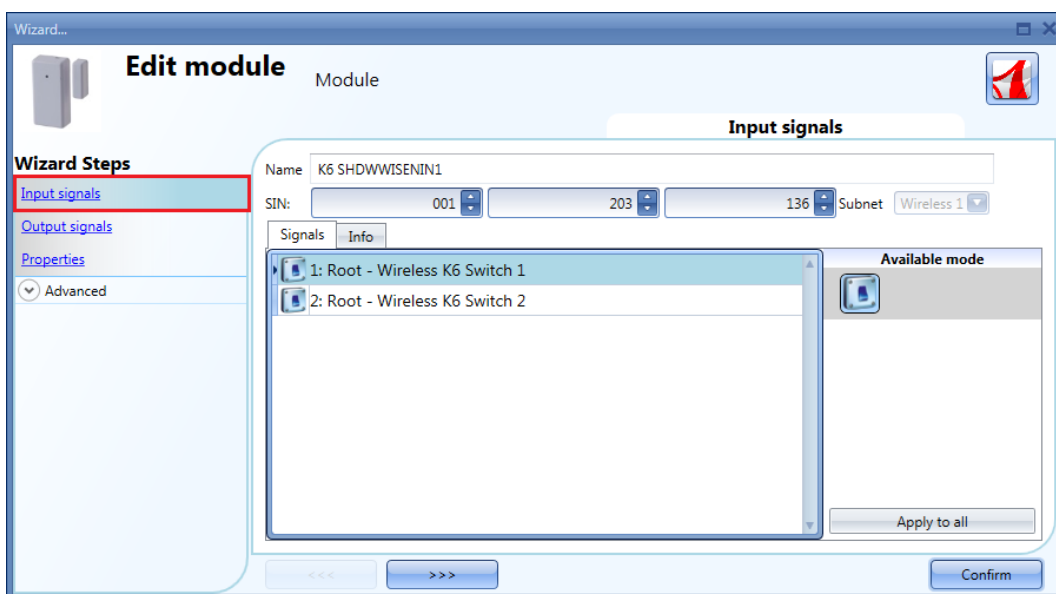 Wizard...
Edit module
Module
Input signals
Wizard Steps
Input signals
Output signals
Properties
Advanced
Name K6 SHDWWISENIN1
SIN: 001 203 136 Subnet Wireless 1
Signals Info
1: Root - Wireless K6 Switch 1
2: Root - Wireless K6 Switch 2
Available mode
Apply to all
<<< >>> Confirm